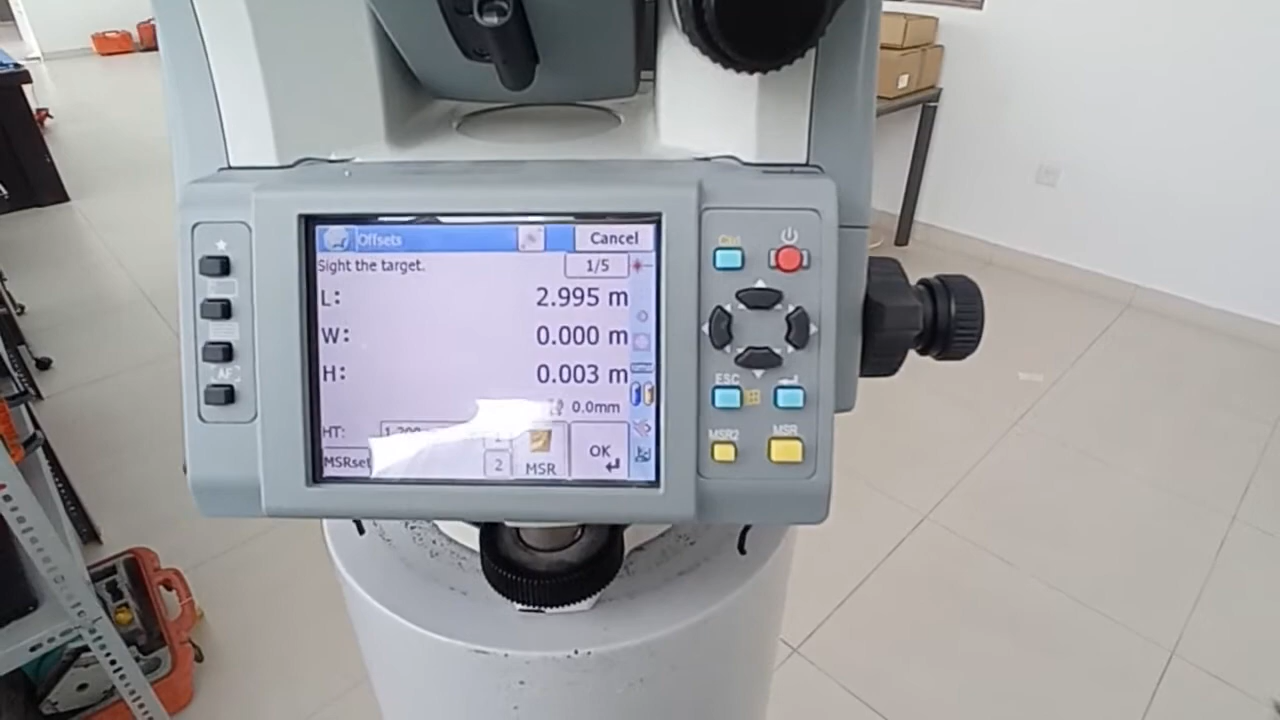 Offsets Cancel
Sight the target. 1/5
L: 2.995 m
W: 0.000 m
H: 0.003 m
0.0mm
HT:
MSRset 2 MSR OK
AF
Ctrl
ESC
MSR2 MSR